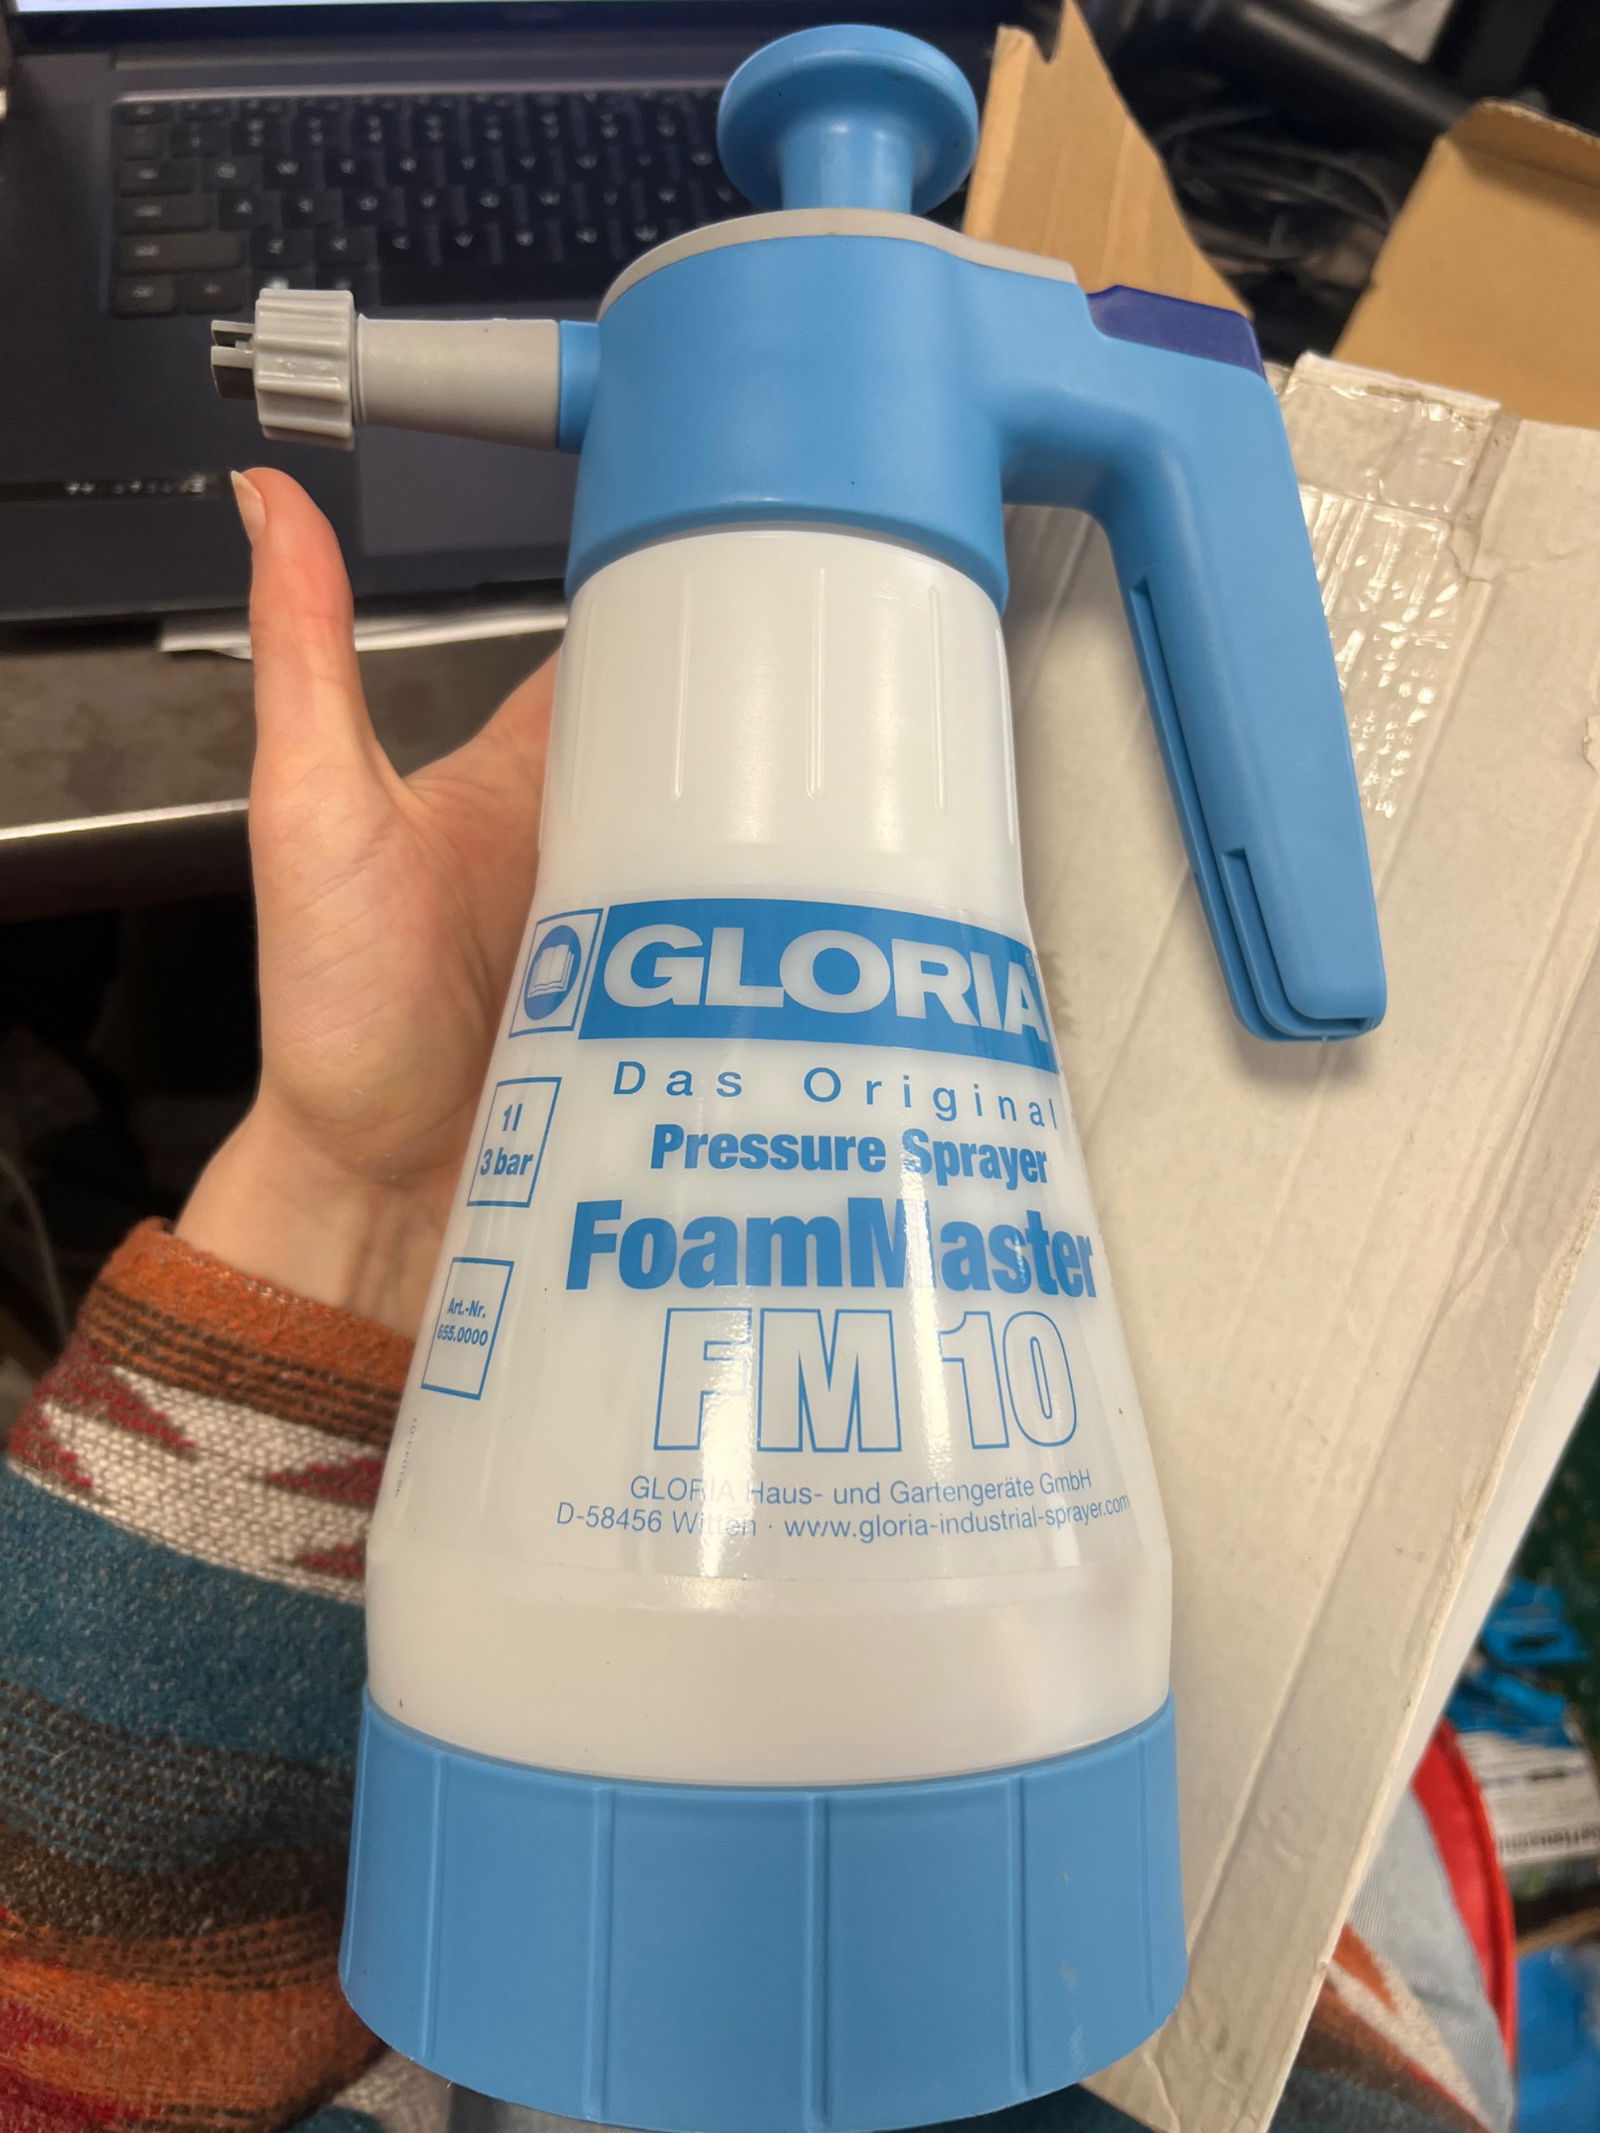 GLORIA
Das Original
1l
3 bar
Pressure Sprayer
FoamMaster
FM 10
Art.-Nr.
655.0000
GLORIA Haus- und Gartengeräte GmbH
D-58456 Witten · www.gloria-industrial-sprayer.com